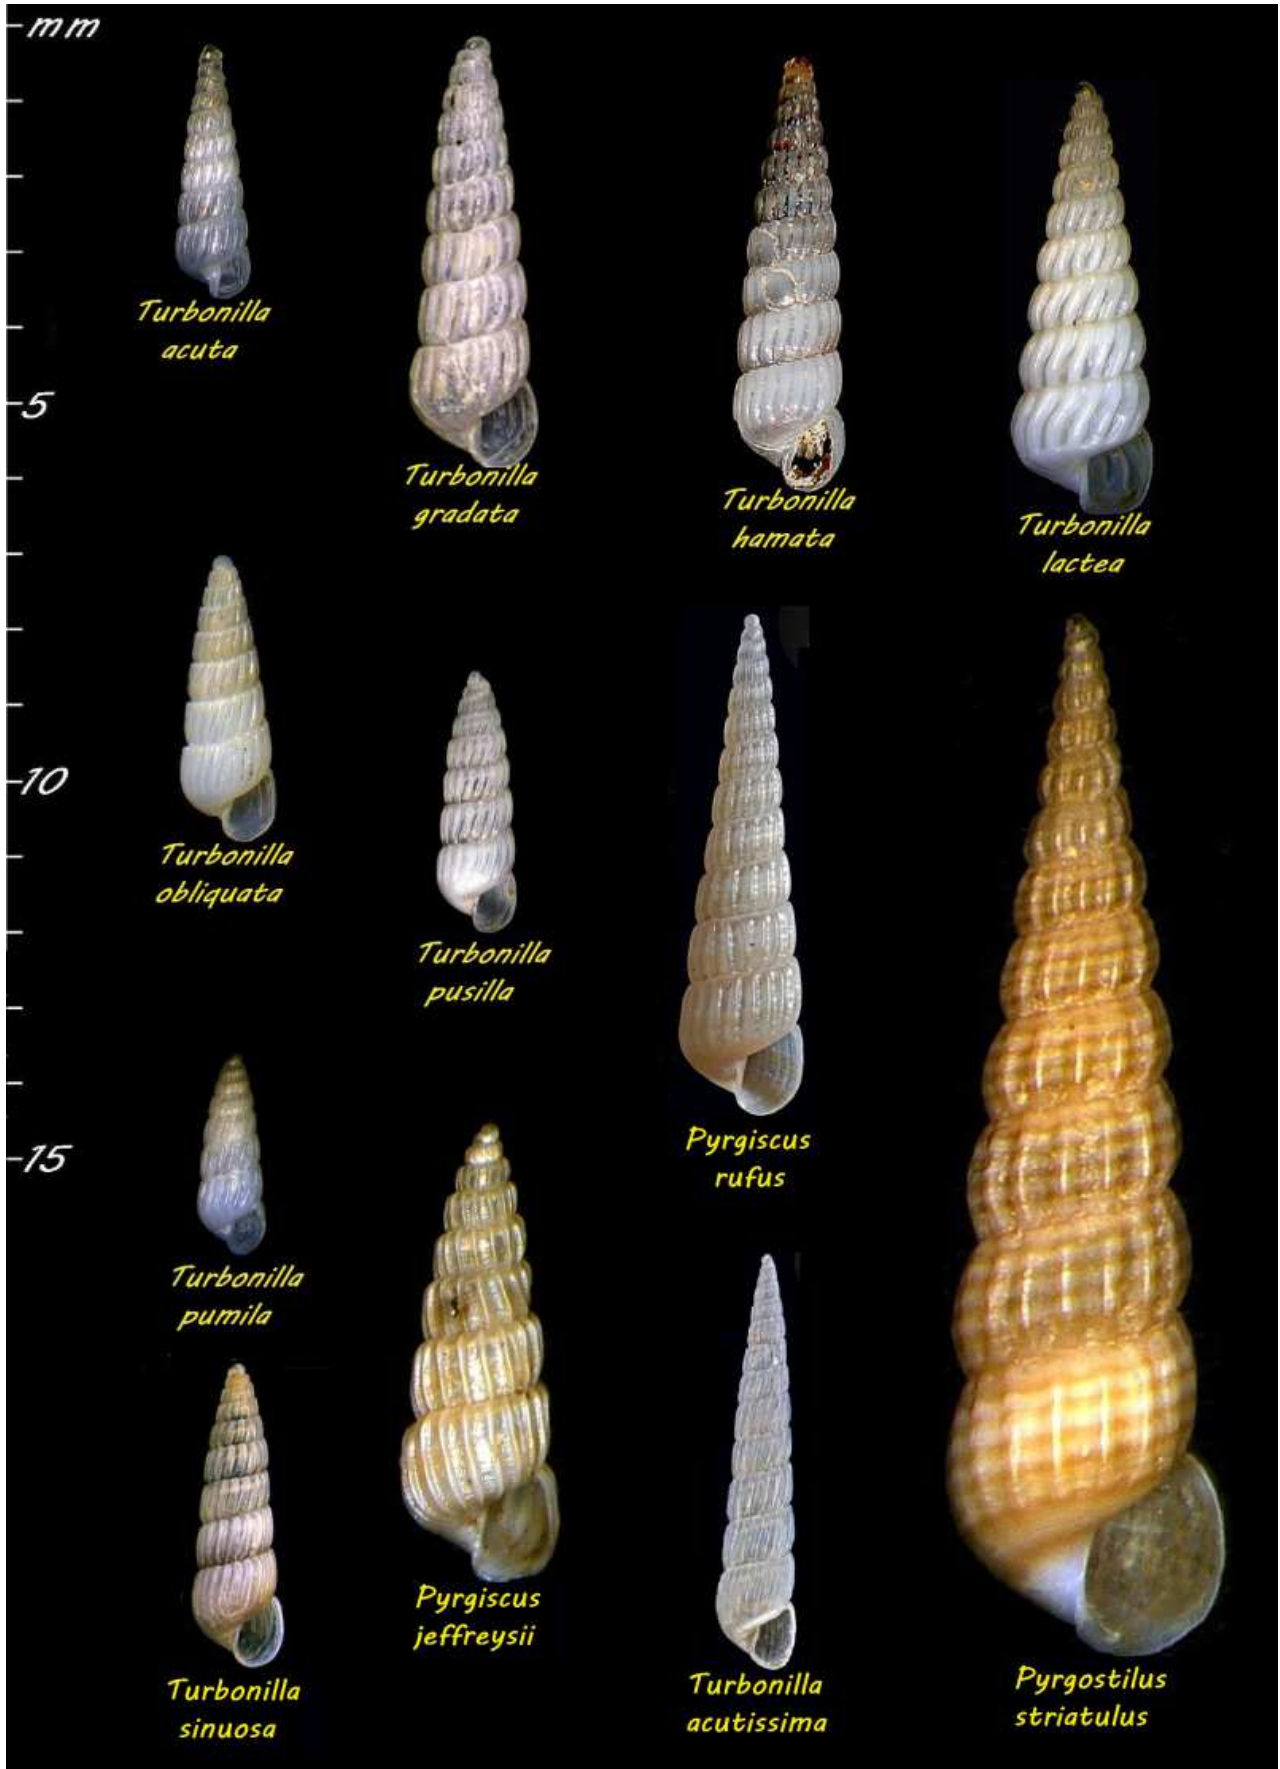 mm
Turbonilla
acuta
5
Turbonilla
gradata
Turbonilla
hamata
Turbonilla
lactea
10
Turbonilla
obliquata
Turbonilla
pusilla
15
Pyrgiscus
rufus
Turbonilla
pumila
Pyrgiscus
jeffreysii
Turbonilla
sinuosa
Turbonilla
acutissima
Pyrgostilus
striatulus